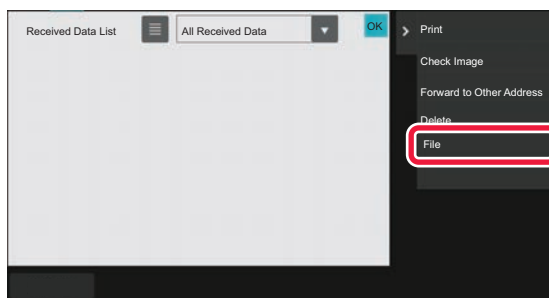 Received Data List
All Received Data
OK
Print
Check Image
Forward to Other Address
Delete
File